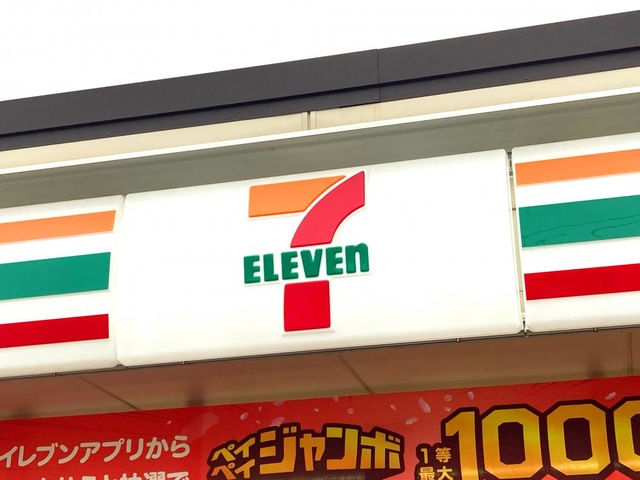 7
ELEVEn
イレブンアプリから
ペイペイジャンボ
1等
最大
1000